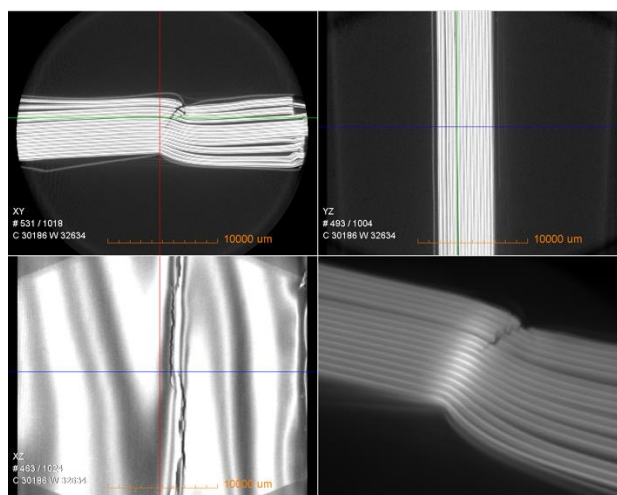 XY
# 531 / 1018
C 30186 W 32634
10000 um
YZ
# 493 / 1004
C 30186 W 32634
10000 um
XZ
# 463 / 1024
C 30186 W 32634
10000 um